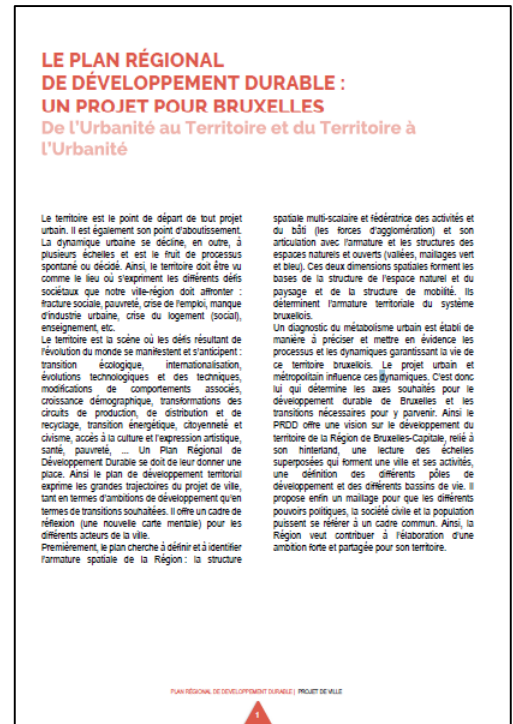 LE PLAN RÉGIONAL
DE DÉVELOPPEMENT DURABLE :
UN PROJET POUR BRUXELLES
De l'Urbanité au Territoire et du Territoire à
l'Urbanité
Le territoire est le point de départ de tout projet
urbain. Il est également son point d'aboutissement.
La dynamique urbaine se décline, en outre, à
plusieurs échelles et est le fruit de processus
spontané ou décidé. Ainsi, le territoire doit être vu
comme le lieu où s'expriment les différents défis
sociétaux que notre ville-région doit affronter :
fracture sociale, pauvreté, crise de l'emploi, manque
d'industrie urbaine, crise du logement (social),
enseignement, etc.
Le territoire est la scène où les défis résultant de
l'évolution du monde se manifestent et s'anticipent :
transition écologique, internationalisation,
évolutions technologiques et des techniques,
modifications de comportements associés,
croissance démographique, transformations des
circuits de production, de distribution et de
recyclage, transition énergétique, citoyenneté et
civisme, accès à la culture et l'expression artistique,
santé, pauvreté, ... Un Plan Régional de
Développement Durable se doit de leur donner une
place. Ainsi le plan de développement territorial
exprime les grandes trajectoires du projet de ville,
tant en termes d'ambitions de développement qu'en
termes de transitions souhaitées. Il offre un cadre de
réflexion (une nouvelle carte mentale) pour les
différents acteurs de la ville.
Premièrement, le plan cherche à définir et à identifier
l'armature spatiale de la Région : la structure
spatiale multi-scalaire et fédératrice des activités et
du bâti (les forces d'agglomération) et son
articulation avec l'armature et les structures des
espaces naturels et ouverts (vallées, maillages vert
et bleu). Ces deux dimensions spatiales forment les
bases de la structure de l'espace naturel et du
paysage et de la structure de mobilité. Ils
déterminent l'armature territoriale du système
bruxellois.
Un diagnostic du métabolisme urbain est établi de
manière à préciser et mettre en évidence les
processus et les dynamiques garantissant la vie de
ce territoire bruxellois. Le projet urbain et
métropolitain influence ces dynamiques. C'est donc
lui qui détermine les axes souhaités pour le
développement durable de Bruxelles et les
transitions nécessaires pour y parvenir. Ainsi le
PRDD offre une vision sur le développement du
territoire de la Région de Bruxelles-Capitale, relié à
son hinterland, une lecture des échelles
superposées qui forment une ville et ses activités,
une définition des différents pôles de
développement et des différents bassins de vie. Il
propose enfin un maillage pour que les différents
pouvoirs politiques, la société civile et la population
puissent se référer à un cadre commun. Ainsi, la
Région veut contribuer à l'élaboration d'une
ambition forte et partagée pour son territoire.
PLAN RÉGIONAL DE DEVELOPPEMENT DURABLE | PROJET DE VILLE
1